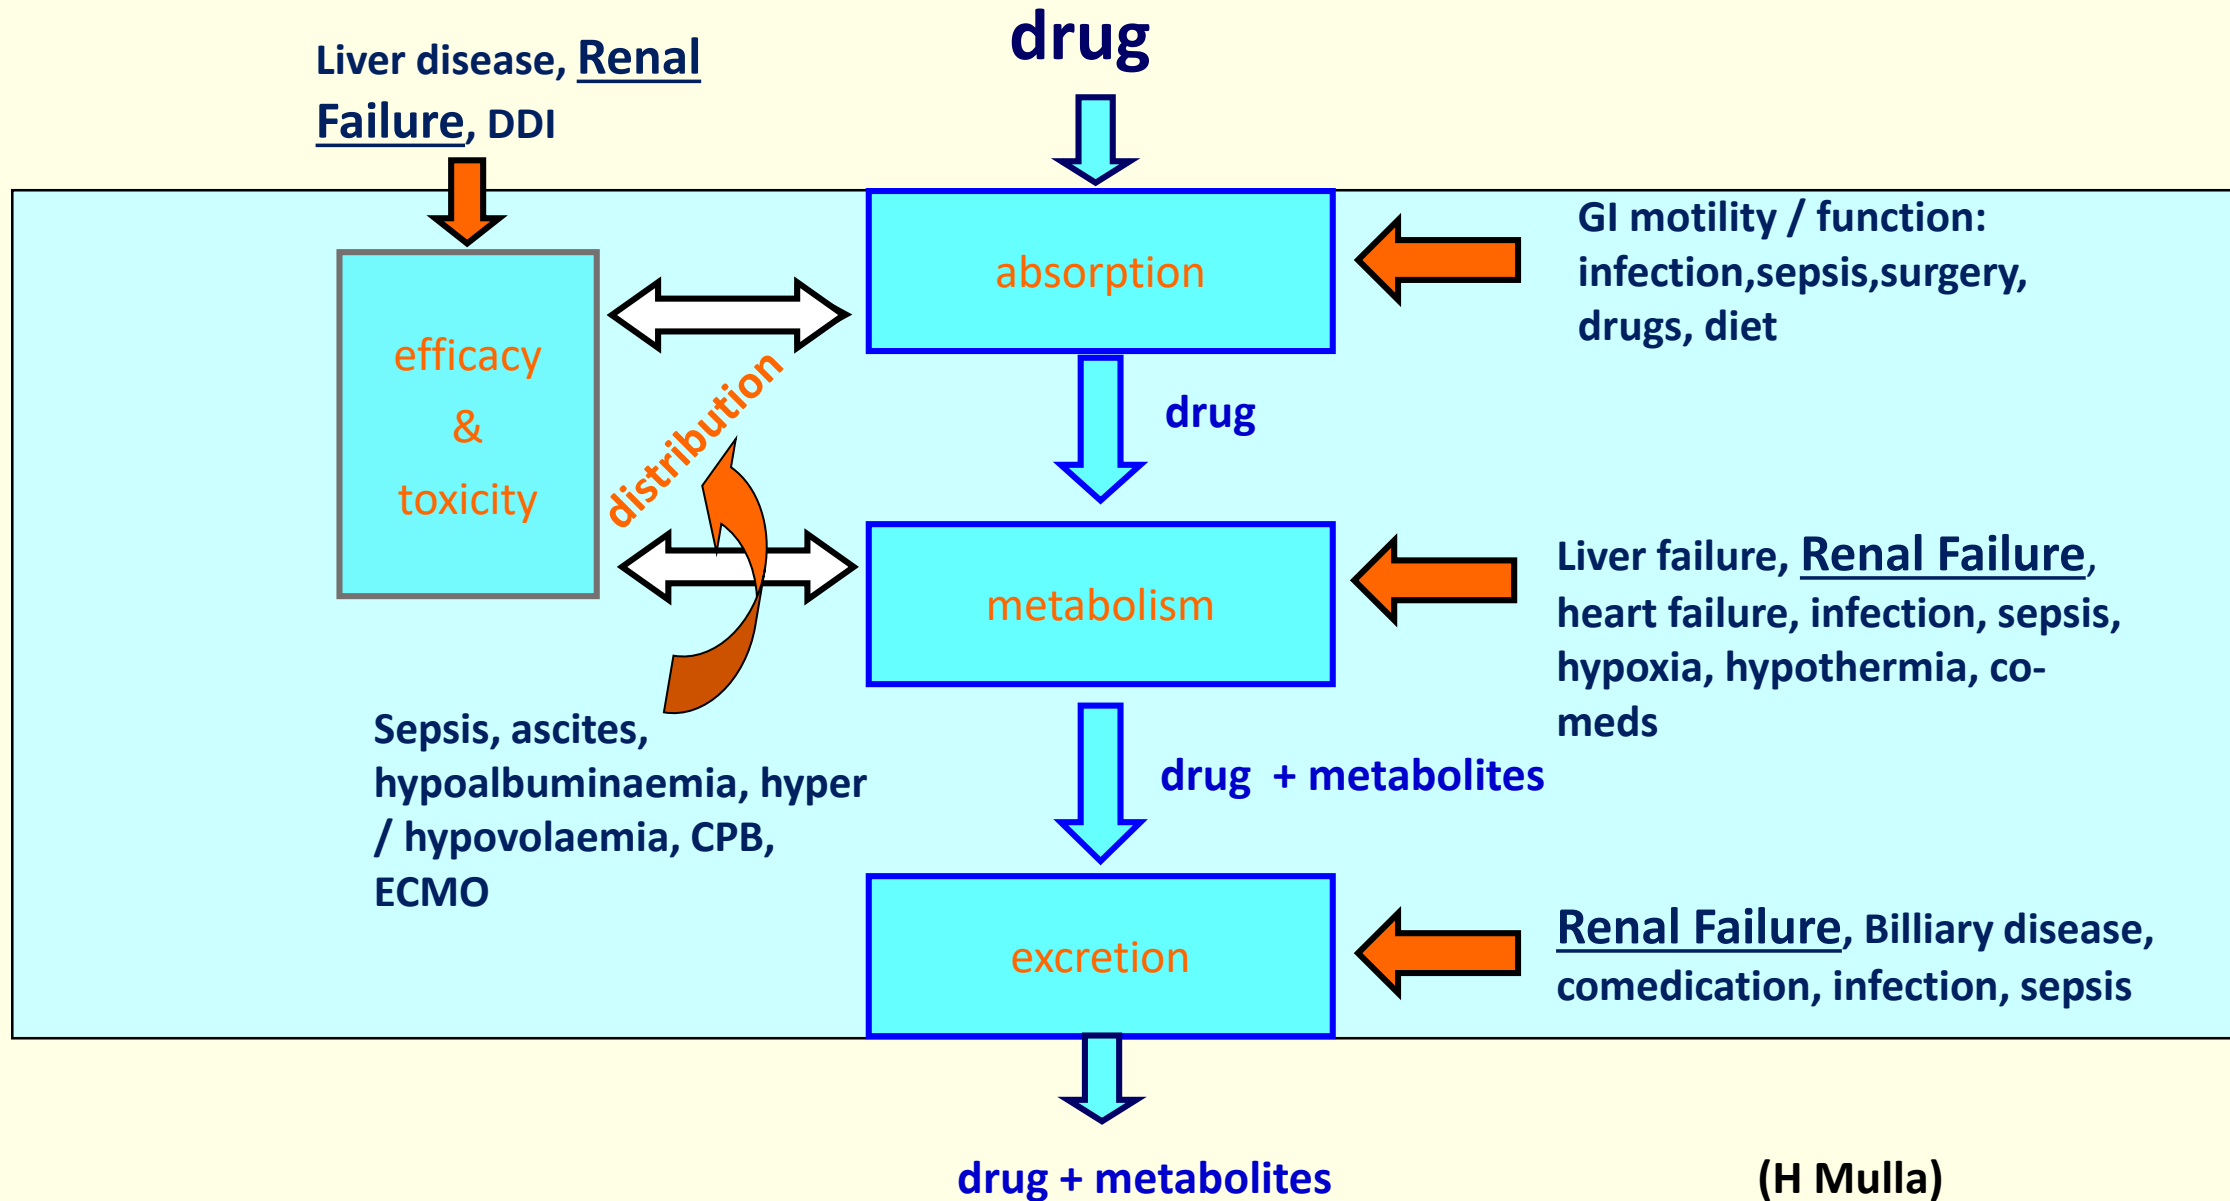 drug
Liver disease, Renal
Failure, DDI
GI motility / function:
infection,sepsis,surgery,
drugs, diet
absorption
efficacy
&
toxicity
distribution
drug
Liver failure, Renal Failure,
heart failure, infection, sepsis,
hypoxia, hypothermia, co-
meds
metabolism
Sepsis, ascites,
hypoalbuminaemia, hyper
/ hypovolaemia, CPB,
ECMO
drug + metabolites
excretion
Renal Failure, Billiary disease,
comedication, infection, sepsis
drug + metabolites
(H Mulla)